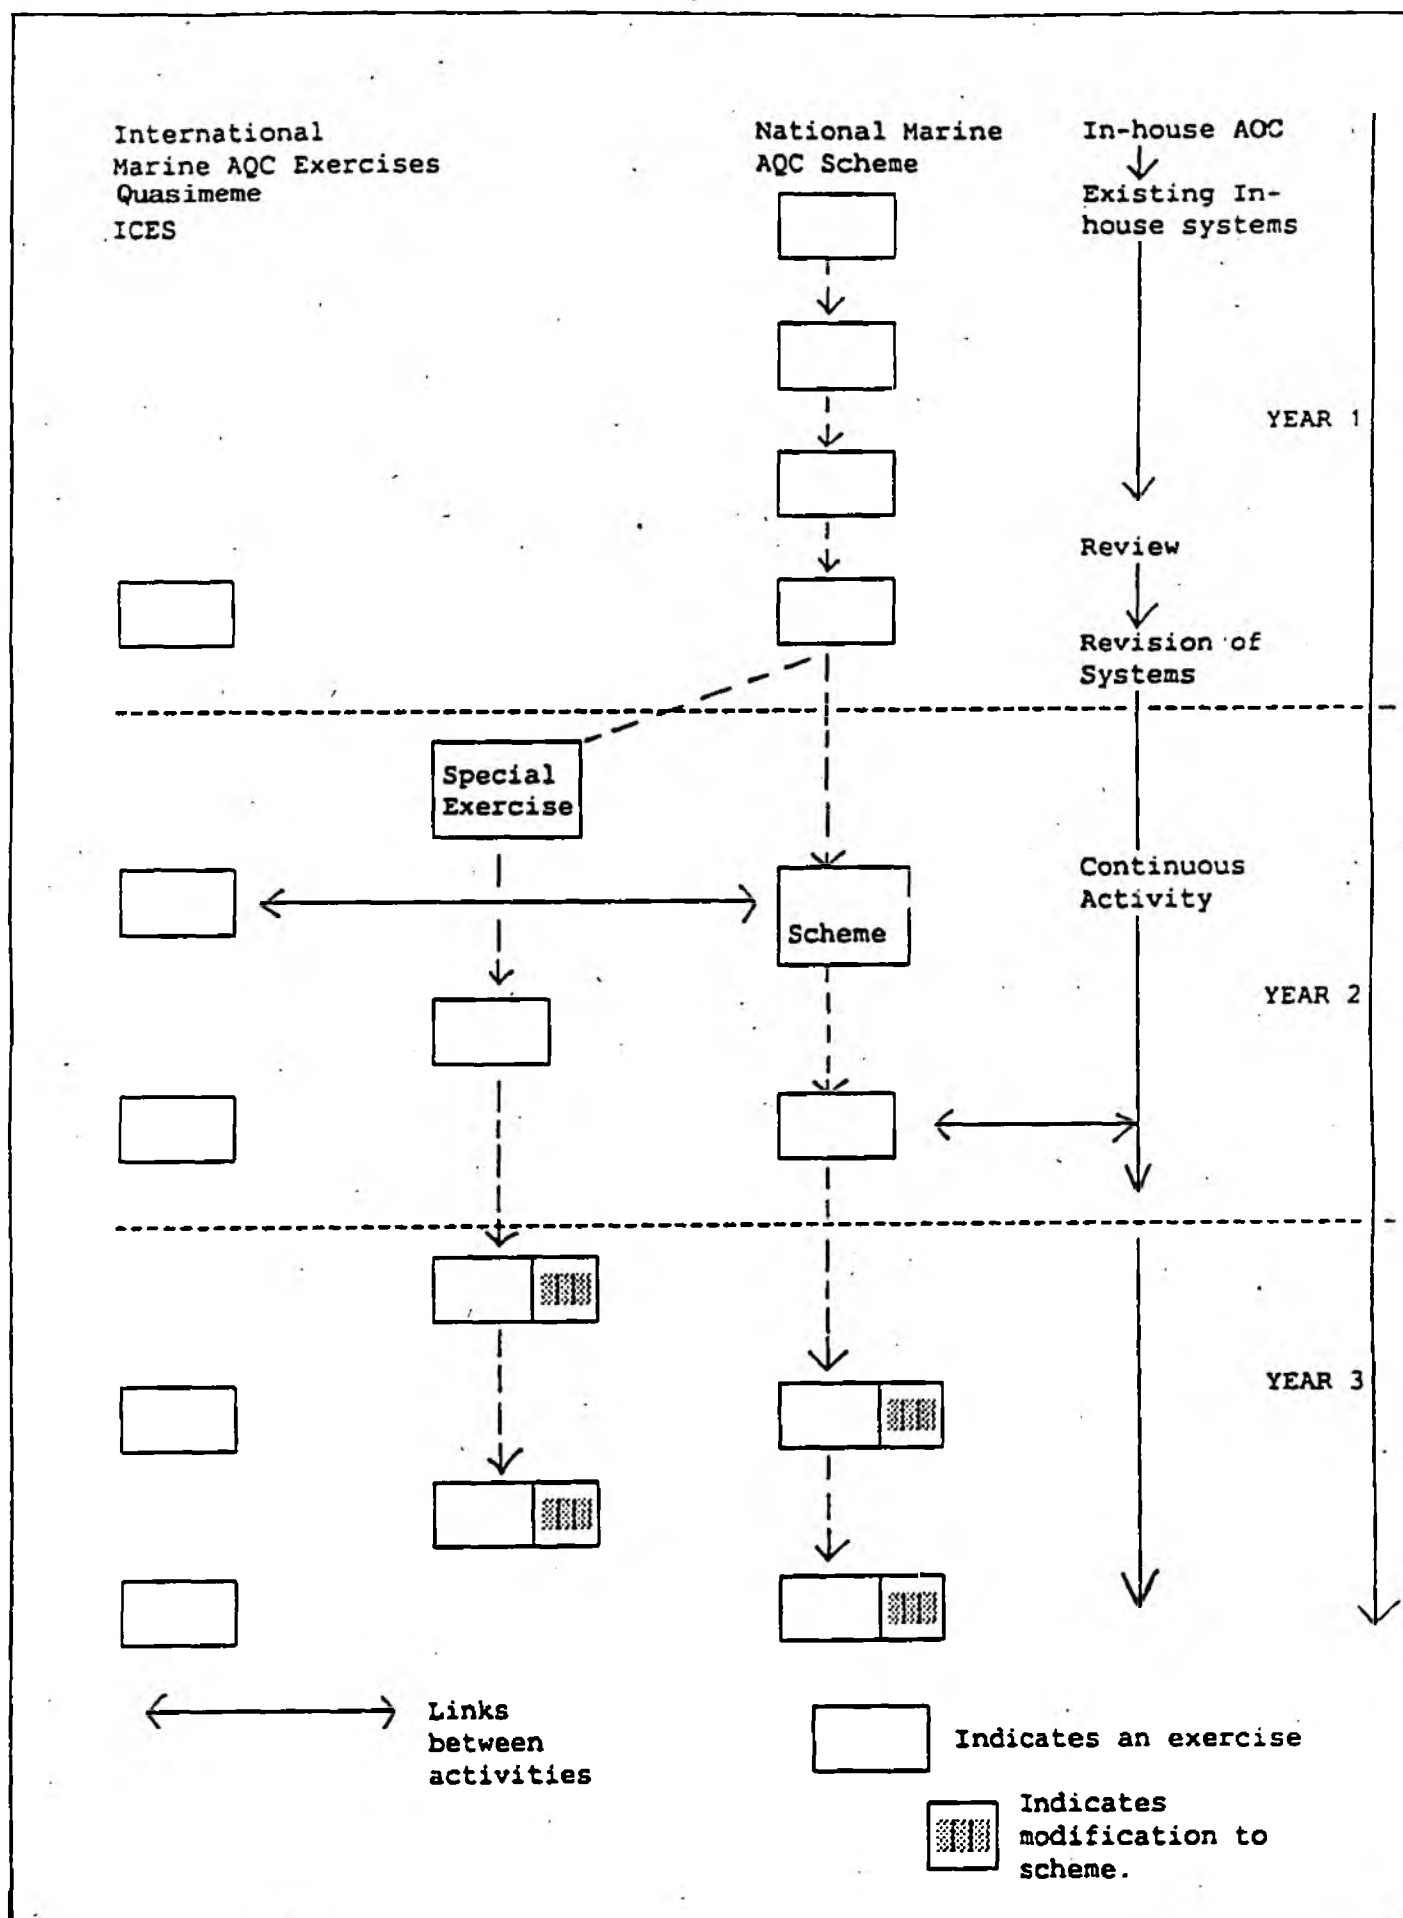 International
Marine AQC Exercises
Quasimeme
ICES
National Marine
AQC Scheme
In-house AQC
Existing In-
house systems
YEAR 1
Review
Revision of
Systems
Special
Exercise
Scheme
Continuous
Activity
YEAR 2
YEAR 3
Links
between
activities
Indicates an exercise
Indicates
modification to
scheme.